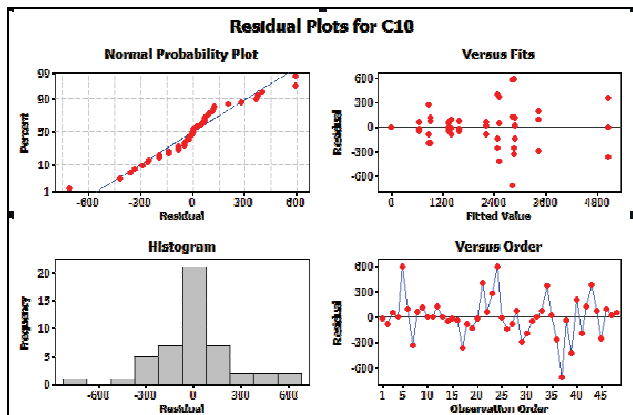 Residual Plots for C10
Normal Probability Plot
Versus Fits
99
90
50
10
1
Percent
-600 -300 0 300 600
Residual
600
300
0
-300
-600
Residual
0 1200 2400 3600 4800
Fitted Value
Histogram
Versus Order
20
15
10
5
0
Frequency
-600 -300 0 300 600
Residual
600
300
0
-300
-600
Residual
1 5 10 15 20 25 30 35 40 45
Observation Order